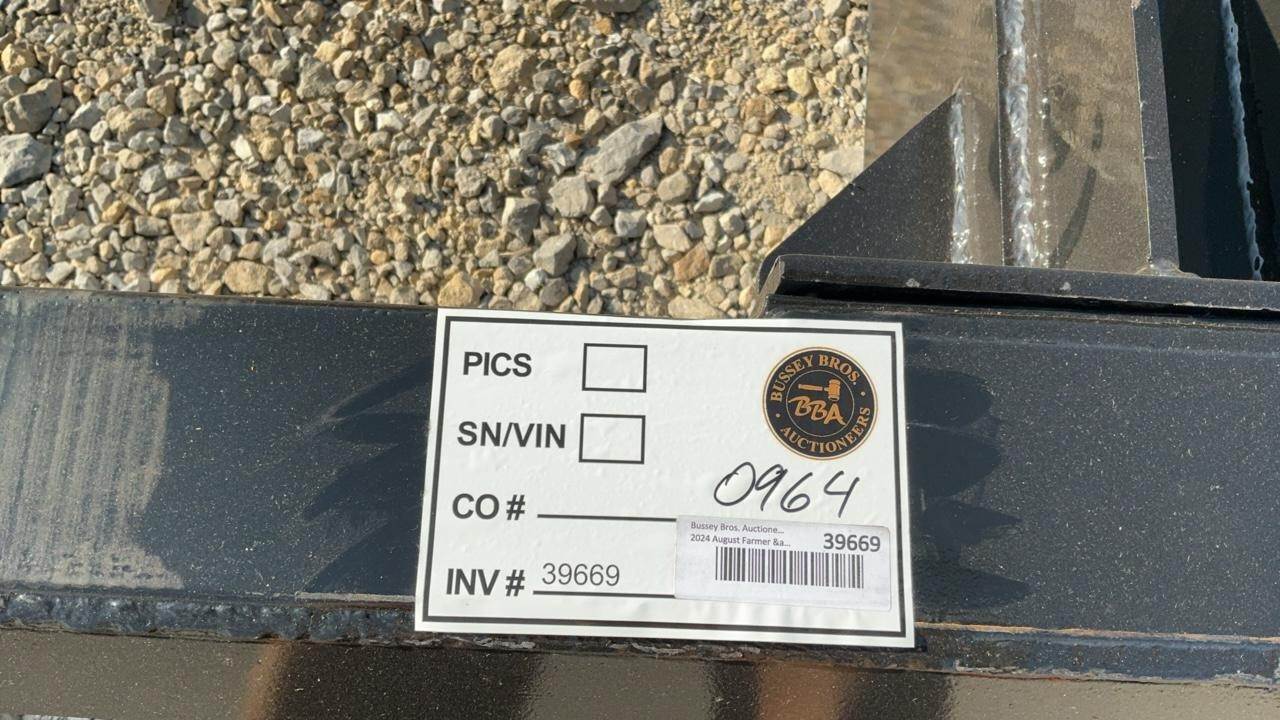 PICS
BUSSEY BROS.
BBA
AUCTIONEERS
SN/VIN
0964
CO #
Bussey Bros. Auctione...
2024 August Farmer &a...
39669
INV # 39669